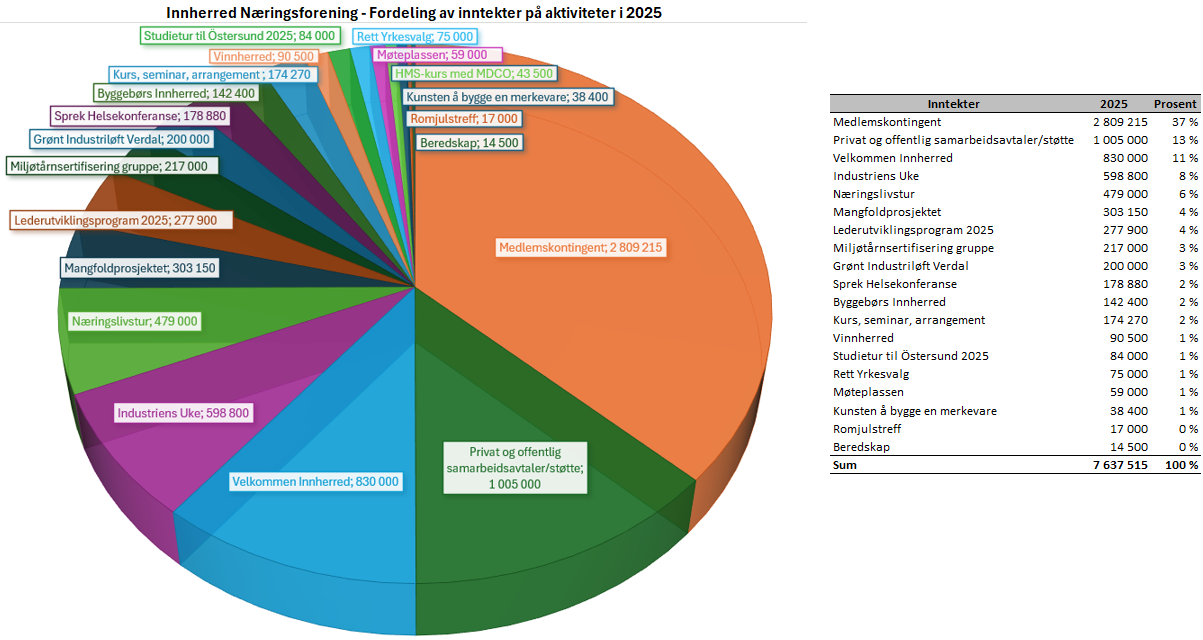 Innherred Næringsforening - Fordeling av inntekter på aktiviteter i 2025
Studietur til Östersund 2025; 84 000
Rett Yrkesvalg; 75 000
Vinnherred; 90 500
Møteplassen; 59 000
Kurs, seminar, arrangement ; 174 270
HMS-kurs med MDCO; 43 500
Byggebørs Innherred; 142 400
Kunsten å bygge en merkevare; 38 400
Sprek Helsekonferanse; 178 880
Romjulstreff; 17 000
Grønt Industriløft Verdal; 200 000
Beredskap; 14 500
Miljøtårnsertifisering gruppe; 217 000
Lederutviklingsprogram 2025; 277 900
Medlemskontingent; 2 809 215
Mangfoldprosjektet; 303 150
Næringslivstur; 479 000
Industriens Uke; 598 800
Privat og offentlig
samarbeidsavtaler/støtte;
1 005 000
Velkommen Innherred; 830 000
Inntekter 2025 Prosent
Medlemskontingent 2 809 215 37 %
Privat og offentlig samarbeidsavtaler/støtte 1 005 000 13 %
Velkommen Innherred 830 000 11 %
Industriens Uke 598 800 8 %
Næringslivstur 479 000 6 %
Mangfoldprosjektet 303 150 4 %
Lederutviklingsprogram 2025 277 900 4 %
Miljøtårnsertifisering gruppe 217 000 3 %
Grønt Industriløft Verdal 200 000 3 %
Sprek Helsekonferanse 178 880 2 %
Byggebørs Innherred 142 400 2 %
Kurs, seminar, arrangement 174 270 2 %
Vinnherred 90 500 1 %
Studietur til Östersund 2025 84 000 1 %
Rett Yrkesvalg 75 000 1 %
Møteplassen 59 000 1 %
Kunsten å bygge en merkevare 38 400 1 %
Romjulstreff 17 000 0 %
Beredskap 14 500 0 %
Sum 7 637 515 100 %